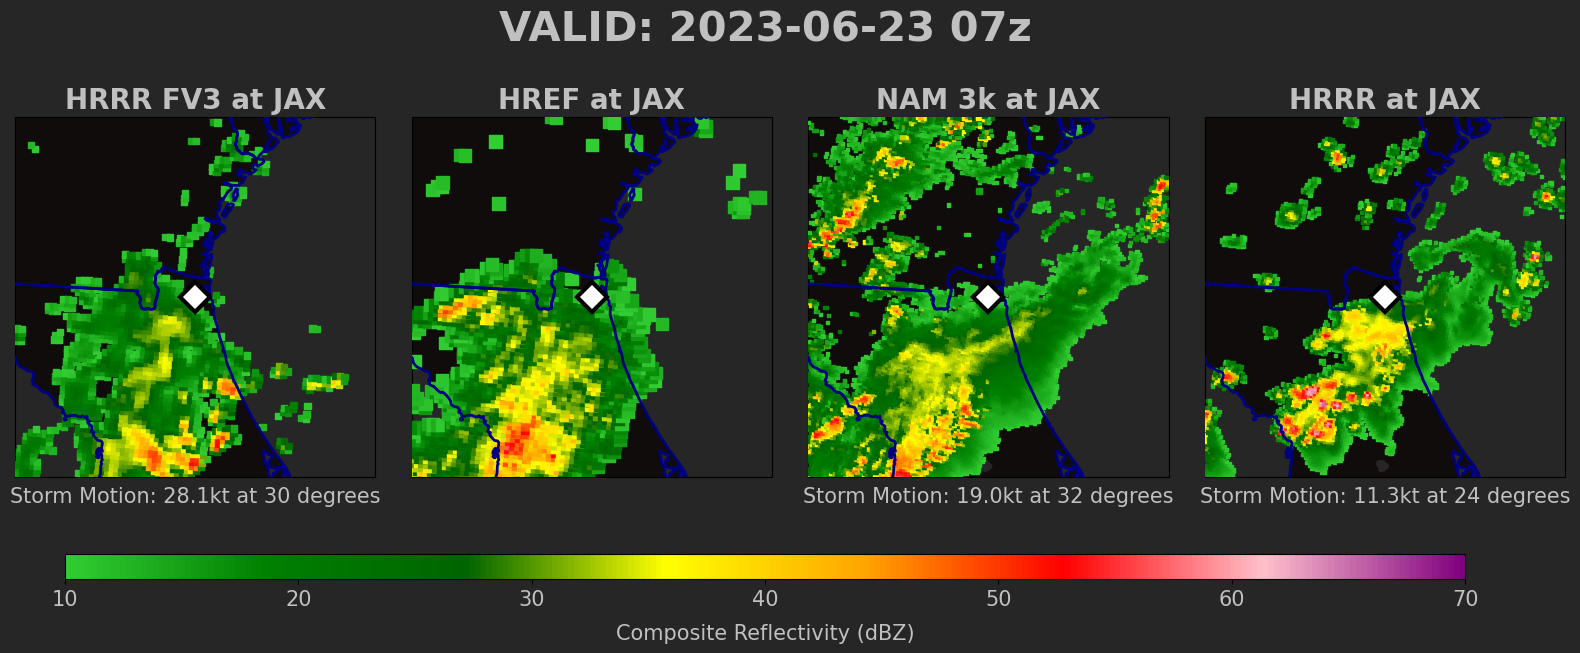 VALID: 2023-06-23 07z
HRRR FV3 at JAX
HREF at JAX
NAM 3k at JAX
HRRR at JAX
Storm Motion: 28.1kt at 30 degrees
Storm Motion: 19.0kt at 32 degrees
Storm Motion: 11.3kt at 24 degrees
10 20 30 40 50 60 70
Composite Reflectivity (dBZ)